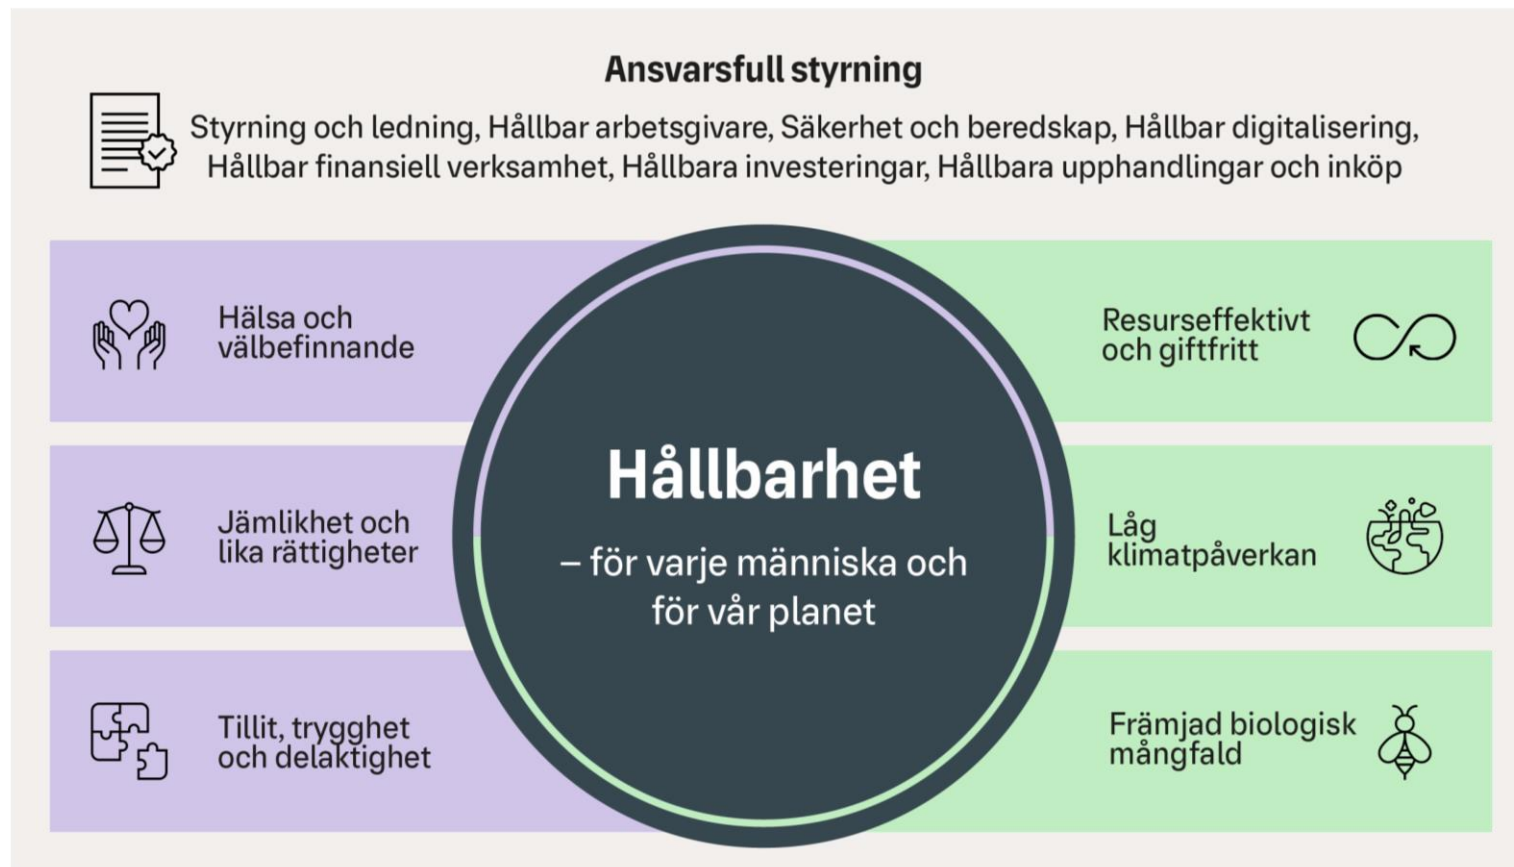 Ansvarsfull styrning
Styrning och ledning, Hållbar arbetsgivare, Säkerhet och beredskap, Hållbar digitalisering,
Hållbar finansiell verksamhet, Hållbara investeringar, Hållbara upphandlingar och inköp
Hälsa och
välbefinnande
Jämlikhet och
lika rättigheter
Tillit, trygghet
och delaktighet
Hållbarhet
– för varje människa och
för vår planet
Resurseffektivt
och giftfritt
Låg
klimatpåverkan
Främjad biologisk
mångfald